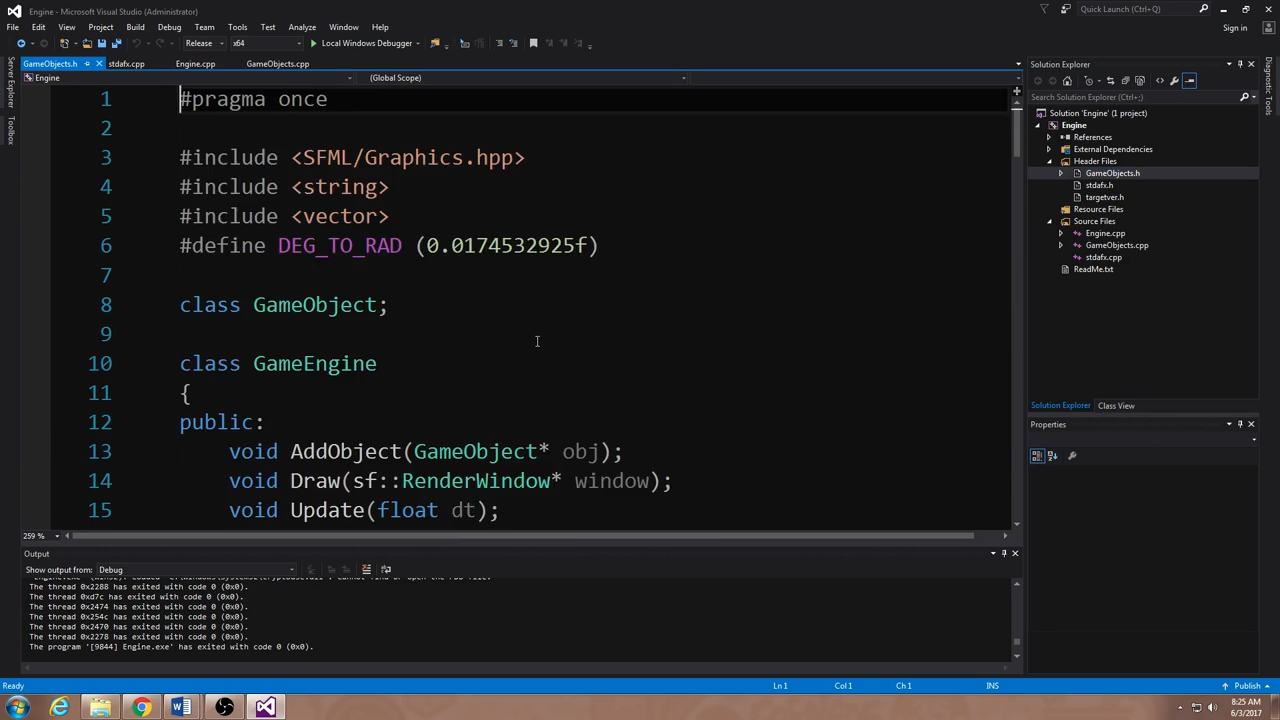 Engine - Microsoft Visual Studio (Administrator)
Quick Launch (Ctrl+Q)
File Edit View Project Build Debug Team Tools Test Analyze Window Help
Sign in
Release x64 Local Windows Debugger
GameObjects.h stdafx.cpp Engine.cpp GameObjects.cpp
Engine (Global Scope)
Server Explorer
Toolbox
1 #pragma once
2
3 #include <SFML/Graphics.hpp>
4 #include <string>
5 #include <vector>
6 #define DEG_TO_RAD (0.0174532925f)
7
8 class GameObject;
9
10 class GameEngine
11 {
12 public:
13 void AddObject(GameObject* obj);
14 void Draw(sf::RenderWindow* window);
15 void Update(float dt);
259 %
Output
Show output from: Debug
The thread 0x2288 has exited with code 0 (0x0).
The thread 0xd7c has exited with code 0 (0x0).
The thread 0x2474 has exited with code 0 (0x0).
The thread 0x254c has exited with code 0 (0x0).
The thread 0x2470 has exited with code 0 (0x0).
The thread 0x2278 has exited with code 0 (0x0).
The program '[9844] Engine.exe' has exited with code 0 (0x0).
Solution Explorer
Search Solution Explorer (Ctrl+;)
Solution 'Engine' (1 project)
Engine
References
External Dependencies
Header Files
GameObjects.h
stdafx.h
targetver.h
Resource Files
Source Files
Engine.cpp
GameObjects.cpp
stdafx.cpp
ReadMe.txt
Solution Explorer Class View
Properties
Diagnostic Tools
Ready Ln 1 Col 1 Ch 1 INS Publish
8:25 AM
6/3/2017